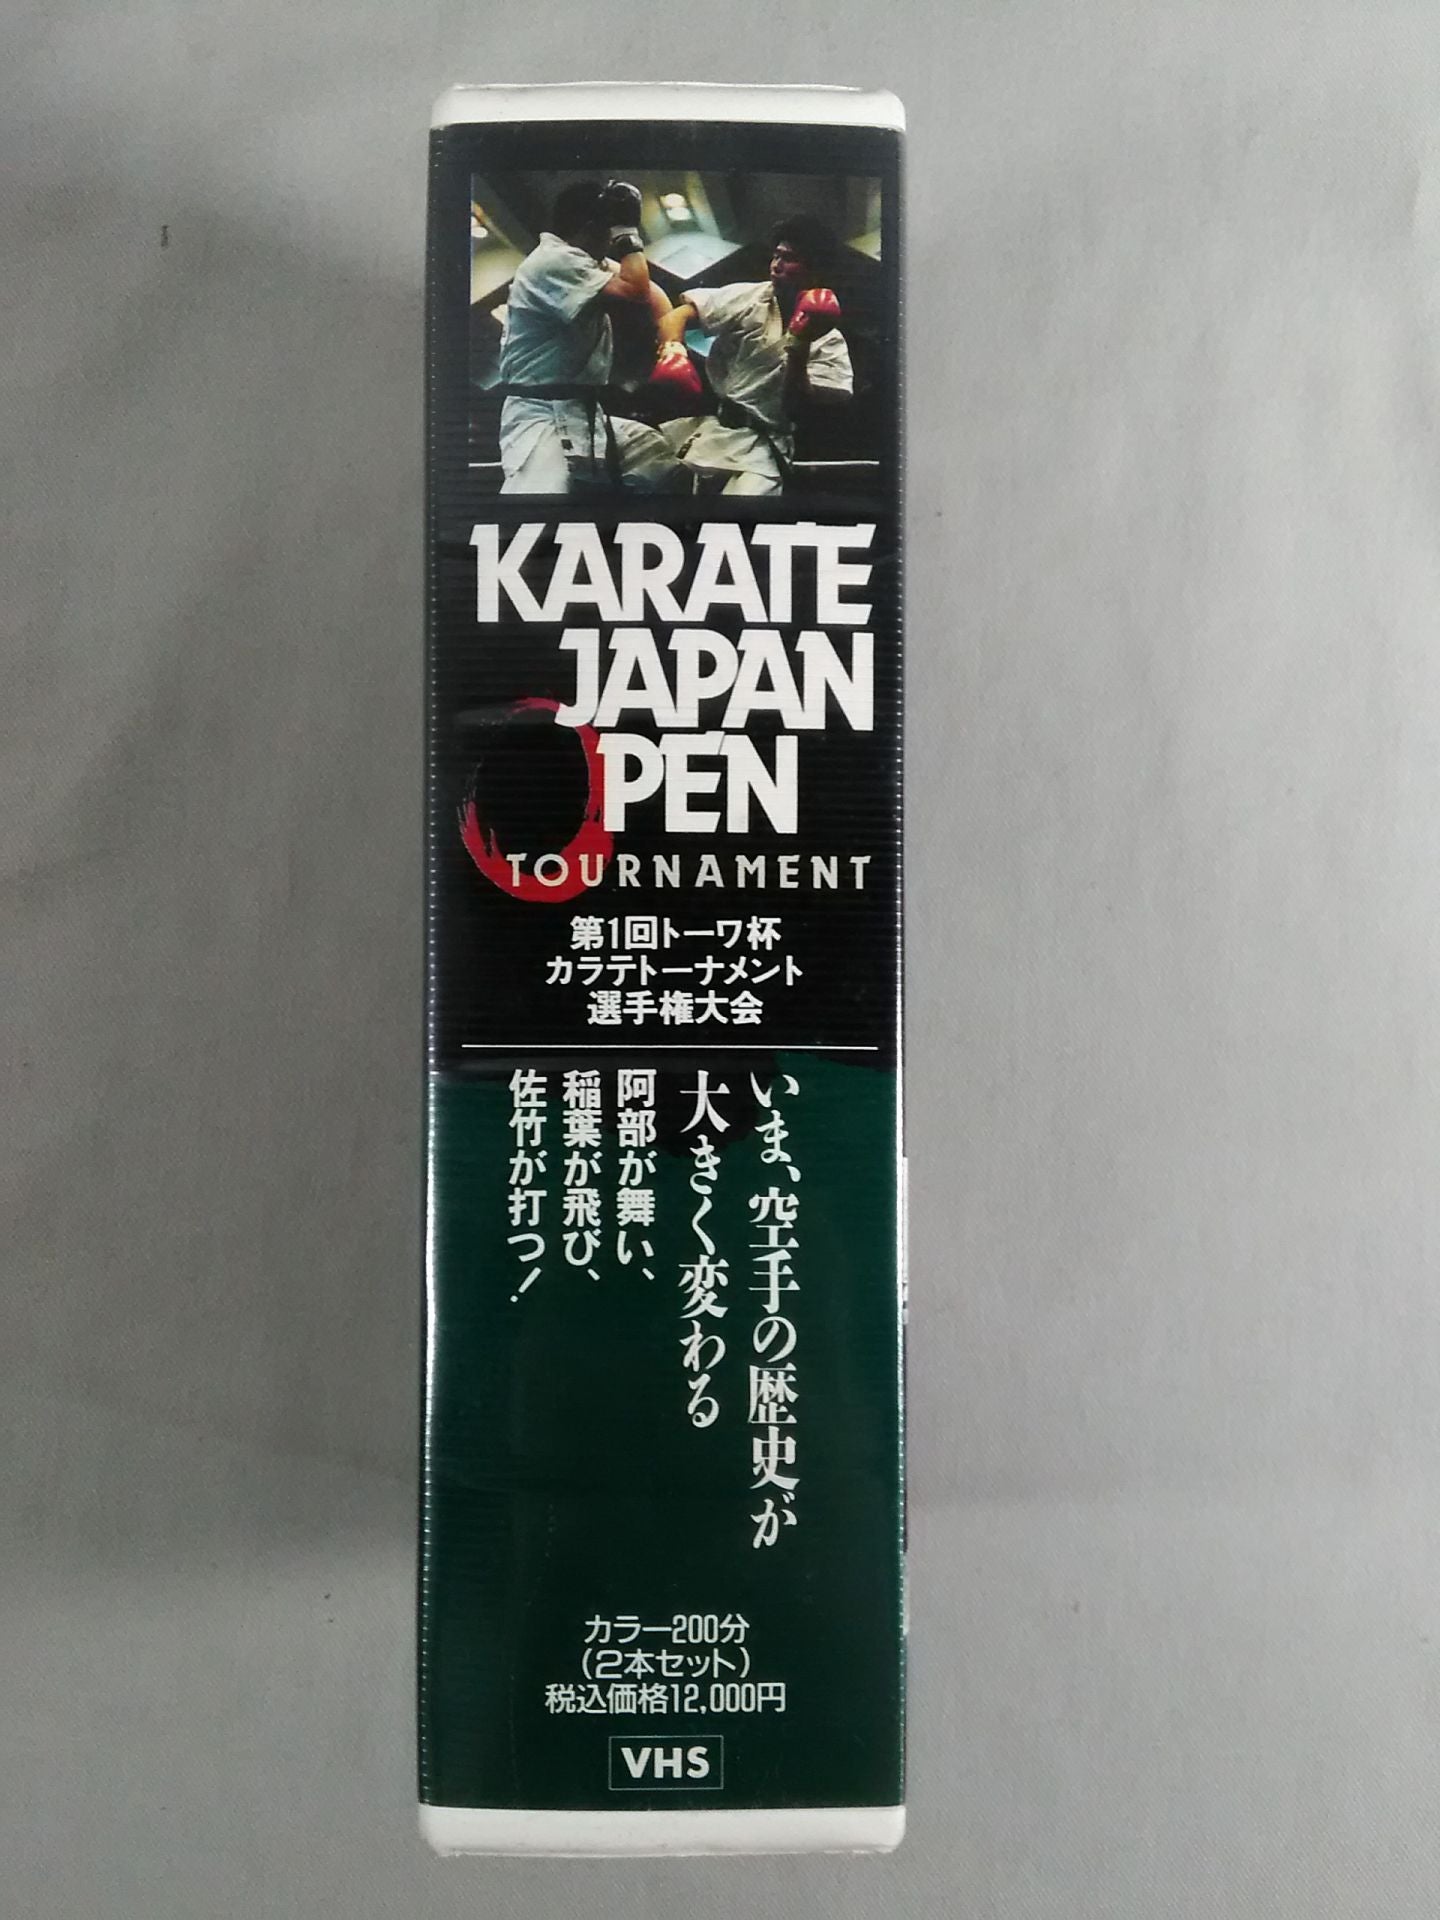 KARATE
JAPAN
OPEN
TOURNAMENT
第1回トーワ杯
カラテトーナメント
選手権大会
いま、空手の歴史が
大きく変わる
阿部が舞い、
稲葉が飛び、
佐竹が打つ!
カラー200分
(2本セット)
税込価格12,000円
VHS